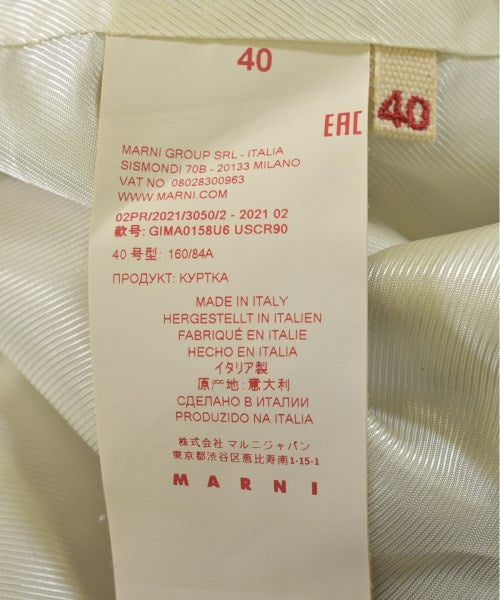 40
40
EAC
MARNI GROUP SRL - ITALIA
SISMONDI 70B - 20133 MILANO
VAT NO. 08028300963
WWW.MARNI.COM
02PR/2021/3050/2 - 2021 02
款号: GIMA0158U6 USCR90
40 号型: 160/84A
ПРОДУКТ: КУРТКА
MADE IN ITALY
HERGESTELLT IN ITALIEN
FABRIQUÉ EN ITALIE
HECHO EN ITALIA
イタリア製
原产地: 意大利
СДЕЛАНО В ИТАЛИИ
PRODUZIDO NA ITALIA
株式会社 マルニジャパン
東京都渋谷区恵比寿南1-15-1
MARNI